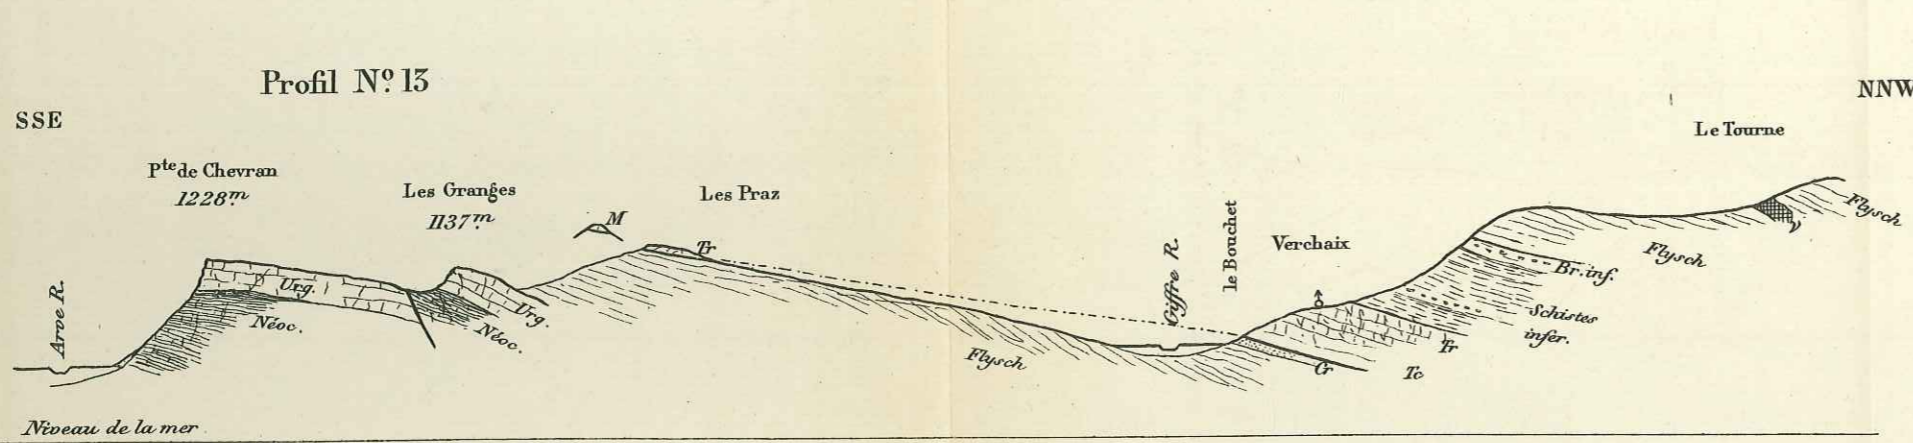 Profil Nº 13
SSE
NNW
Pte de Chevran
1228m
Les Granges
1137m
M
Les Praz
Le Tourne
Verchaix
le Bouchet
Giffre R.
Arve R.
Urg.
Néoc.
Urg.
Néoc.
Tr
Flysch
Cr
Tc
Tr
Schistes
infer.
Br. inf.
Flysch
ν
Flysch
Niveau de la mer